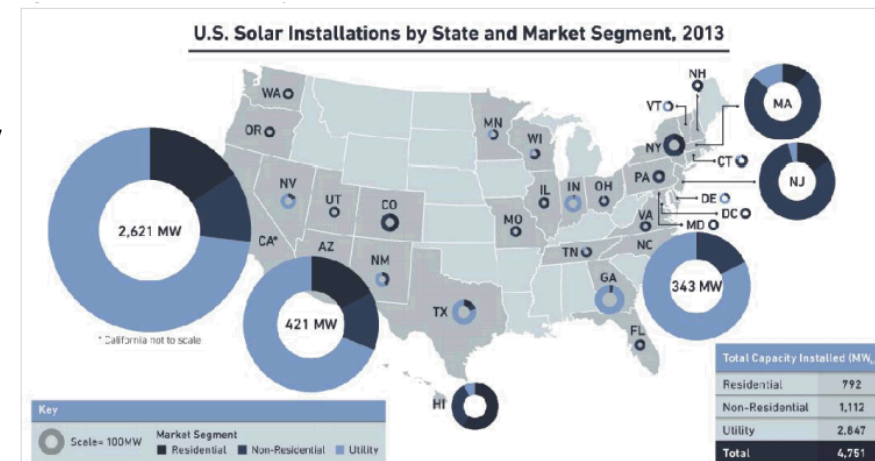 U.S. Solar Installations by State and Market Segment, 2013
NH
WA
MA
VT
OR
MN
WI
NY
CT
NV
PA
NJ
UT
CO
IL
IN
OH
2,621 MW
DE
MO
VA
DC
MD
CA*
AZ
NM
TN
NC
GA
343 MW
TX
421 MW
* California not to scale
FL
HI
Total Capacity Installed
Residential 792
Non-Residential 1,112
Utility 2,847
Total 4,751
Key
Scale= 100MW
Market Segment
Residential Non-Residential Utility